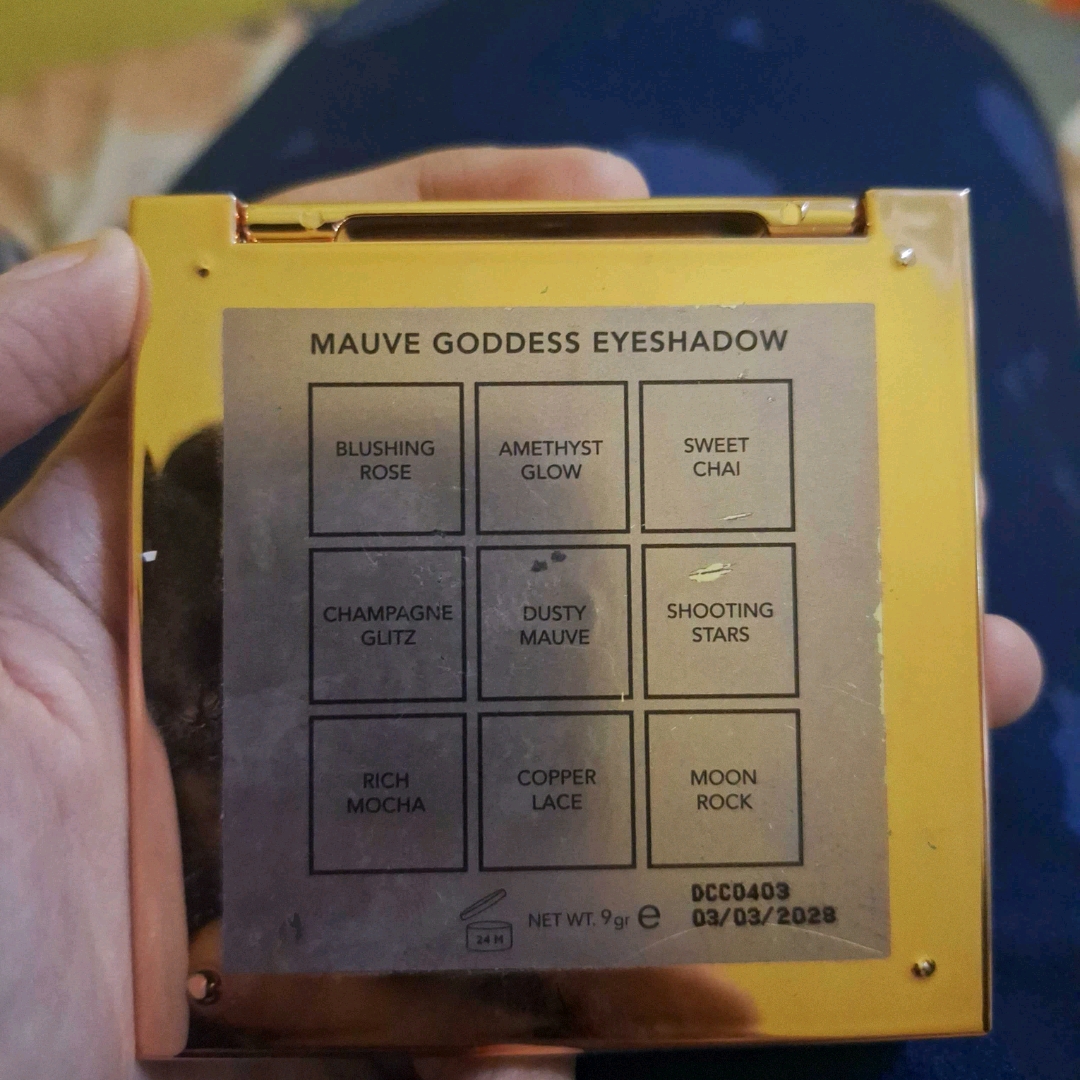 MAUVE GODDESS EYESHADOW
BLUSHING
ROSE
AMETHYST
GLOW
SWEET
CHAI
CHAMPAGNE
GLITZ
DUSTY
MAUVE
SHOOTING
STARS
RICH
MOCHA
COPPER
LACE
MOON
ROCK
24 M
NET WT. 9gr e
DCC0403
03/03/2028